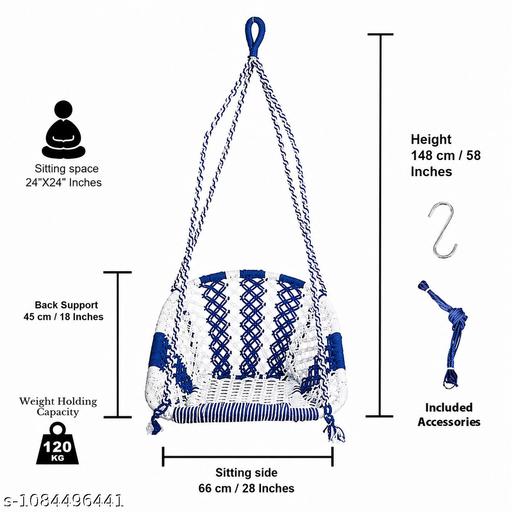 Sitting space
24"X24" Inches
Height
148 cm / 58
Inches
Back Support
45 cm / 18 Inches
Weight Holding
Capacity
120
KG
Included
Accessories
Sitting side
66 cm / 28 Inches
s-1084496441